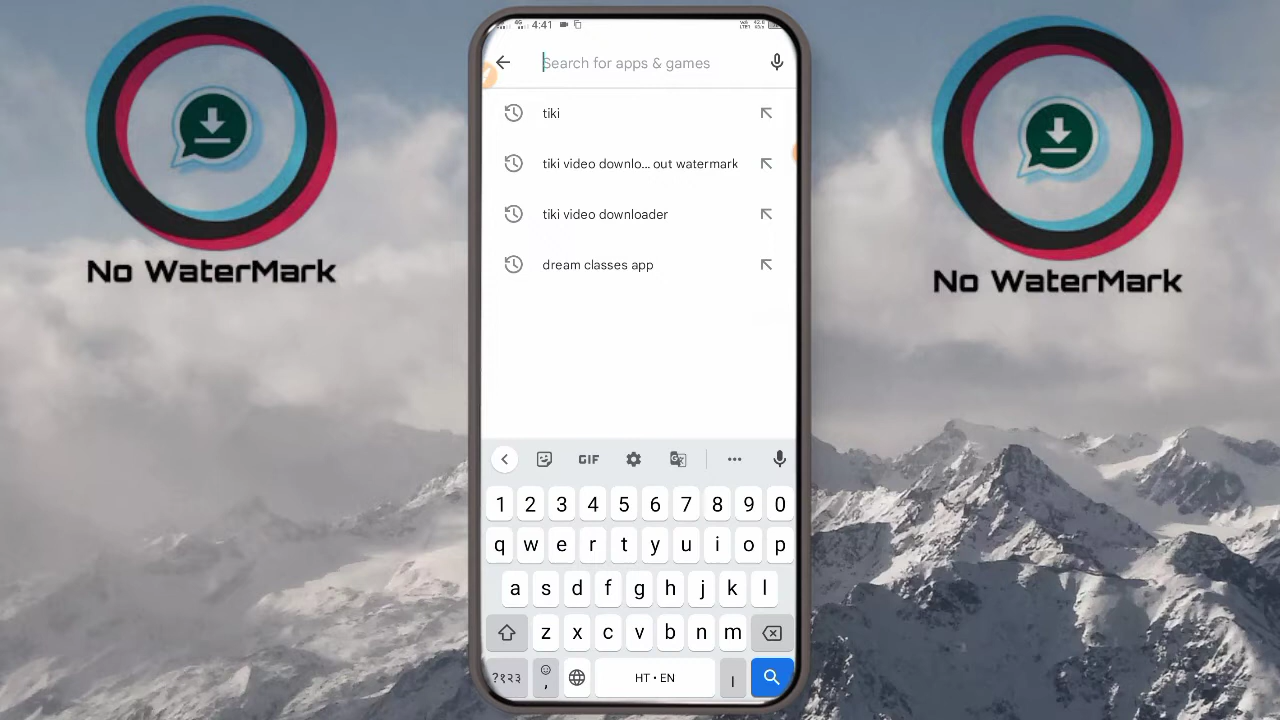 4:41
Search for apps & games
tiki
tiki video downlo... out watermark
tiki video downloader
dream classes app
No WaterMark
No WaterMark
GIF
1 2 3 4 5 6 7 8 9 0
q w e r t y u i o p
a s d f g h j k l
z x c v b n m
?१२३ , HT • EN ।